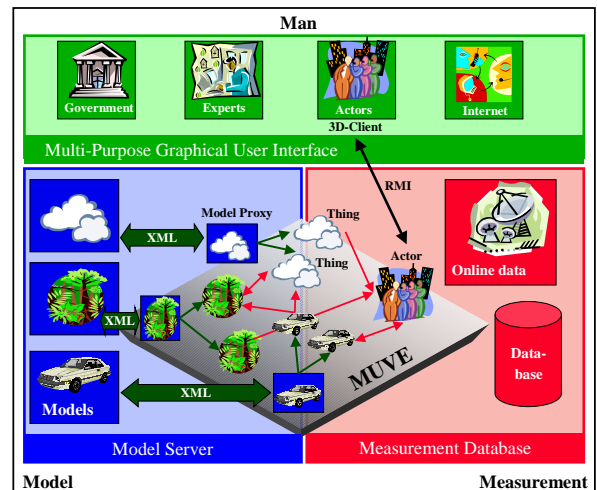 Man
Government
Experts
Actors
Internet
3D-Client
Multi-Purpose Graphical User Interface
RMI
Model Proxy
Thing
XML
Thing
Actor
Online data
XML
Data-
base
MUVE
XML
Models
Model Server
Measurement Database
Model
Measurement